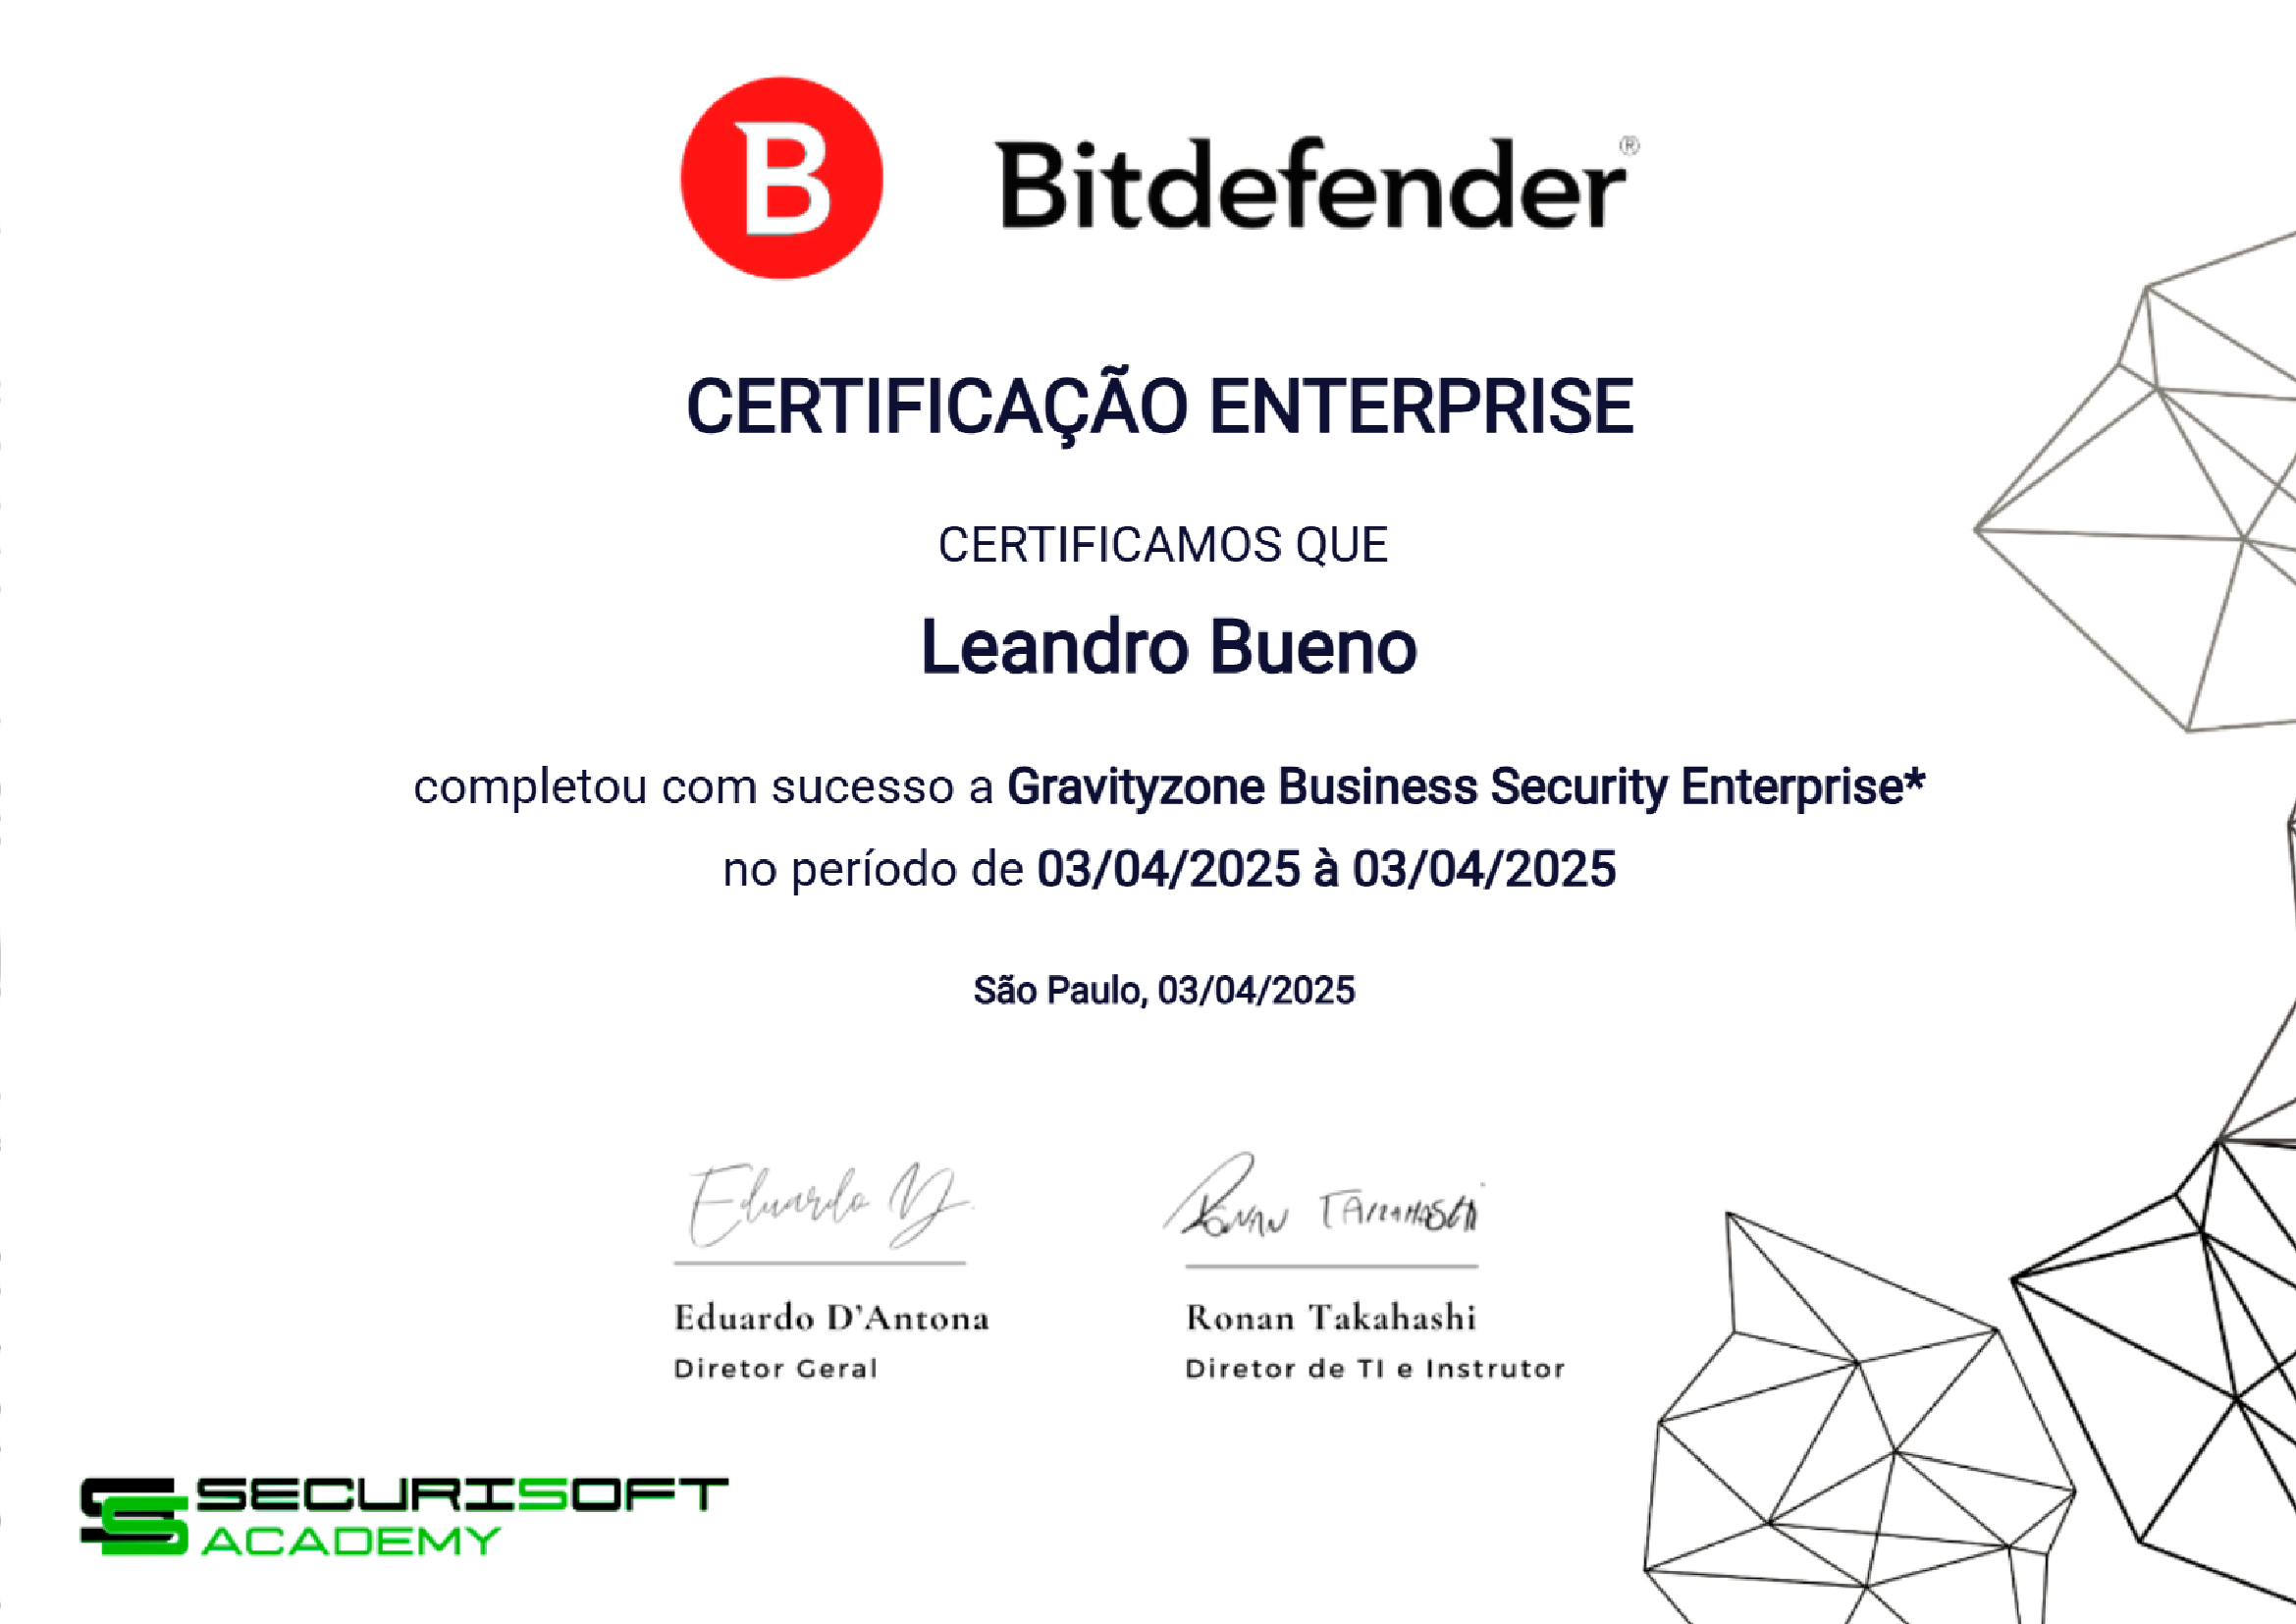 B Bitdefender®
CERTIFICAÇÃO ENTERPRISE
CERTIFICAMOS QUE
Leandro Bueno
completou com sucesso a Gravityzone Business Security Enterprise*
no período de 03/04/2025 à 03/04/2025
São Paulo, 03/04/2025
Eduardo D.
Ronan Takahashi
Eduardo D'Antona
Ronan Takahashi
Diretor Geral
Diretor de TI e Instrutor
SECURISOFT
ACADEMY